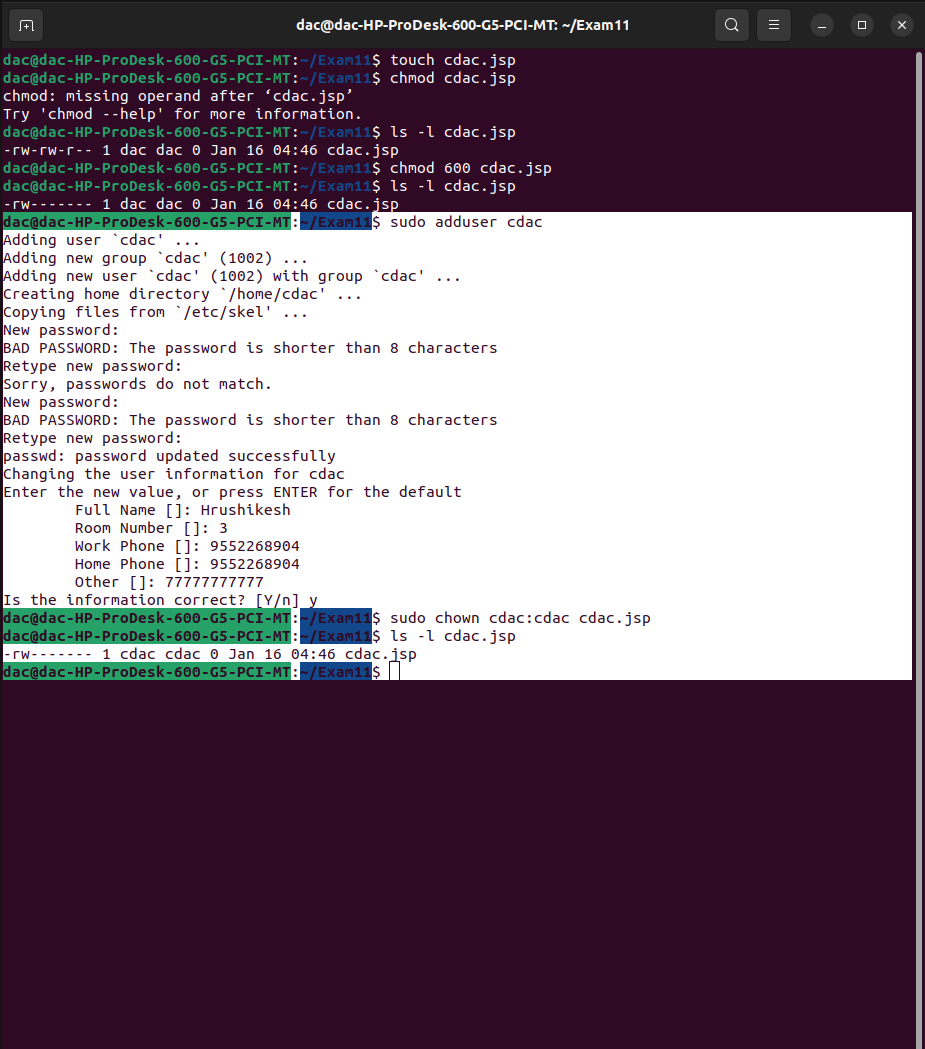 dac@dac-HP-ProDesk-600-G5-PCI-MT: ~/Exam11
dac@dac-HP-ProDesk-600-G5-PCI-MT:~/Exam11$ touch cdac.jsp
dac@dac-HP-ProDesk-600-G5-PCI-MT:~/Exam11$ chmod cdac.jsp
chmod: missing operand after ‘cdac.jsp’
Try 'chmod --help' for more information.
dac@dac-HP-ProDesk-600-G5-PCI-MT:~/Exam11$ ls -l cdac.jsp
-rw-rw-r-- 1 dac dac 0 Jan 16 04:46 cdac.jsp
dac@dac-HP-ProDesk-600-G5-PCI-MT:~/Exam11$ chmod 600 cdac.jsp
dac@dac-HP-ProDesk-600-G5-PCI-MT:~/Exam11$ ls -l cdac.jsp
-rw------- 1 dac dac 0 Jan 16 04:46 cdac.jsp
dac@dac-HP-ProDesk-600-G5-PCI-MT:~/Exam11$ sudo adduser cdac
Adding user `cdac' ...
Adding new group `cdac' (1002) ...
Adding new user `cdac' (1002) with group `cdac' ...
Creating home directory `/home/cdac' ...
Copying files from `/etc/skel' ...
New password:
BAD PASSWORD: The password is shorter than 8 characters
Retype new password:
Sorry, passwords do not match.
New password:
BAD PASSWORD: The password is shorter than 8 characters
Retype new password:
passwd: password updated successfully
Changing the user information for cdac
Enter the new value, or press ENTER for the default
        Full Name []: Hrushikesh
        Room Number []: 3
        Work Phone []: 9552268904
        Home Phone []: 9552268904
        Other []: 77777777777
Is the information correct? [Y/n] y
dac@dac-HP-ProDesk-600-G5-PCI-MT:~/Exam11$ sudo chown cdac:cdac cdac.jsp
dac@dac-HP-ProDesk-600-G5-PCI-MT:~/Exam11$ ls -l cdac.jsp
-rw------- 1 cdac cdac 0 Jan 16 04:46 cdac.jsp
dac@dac-HP-ProDesk-600-G5-PCI-MT:~/Exam11$